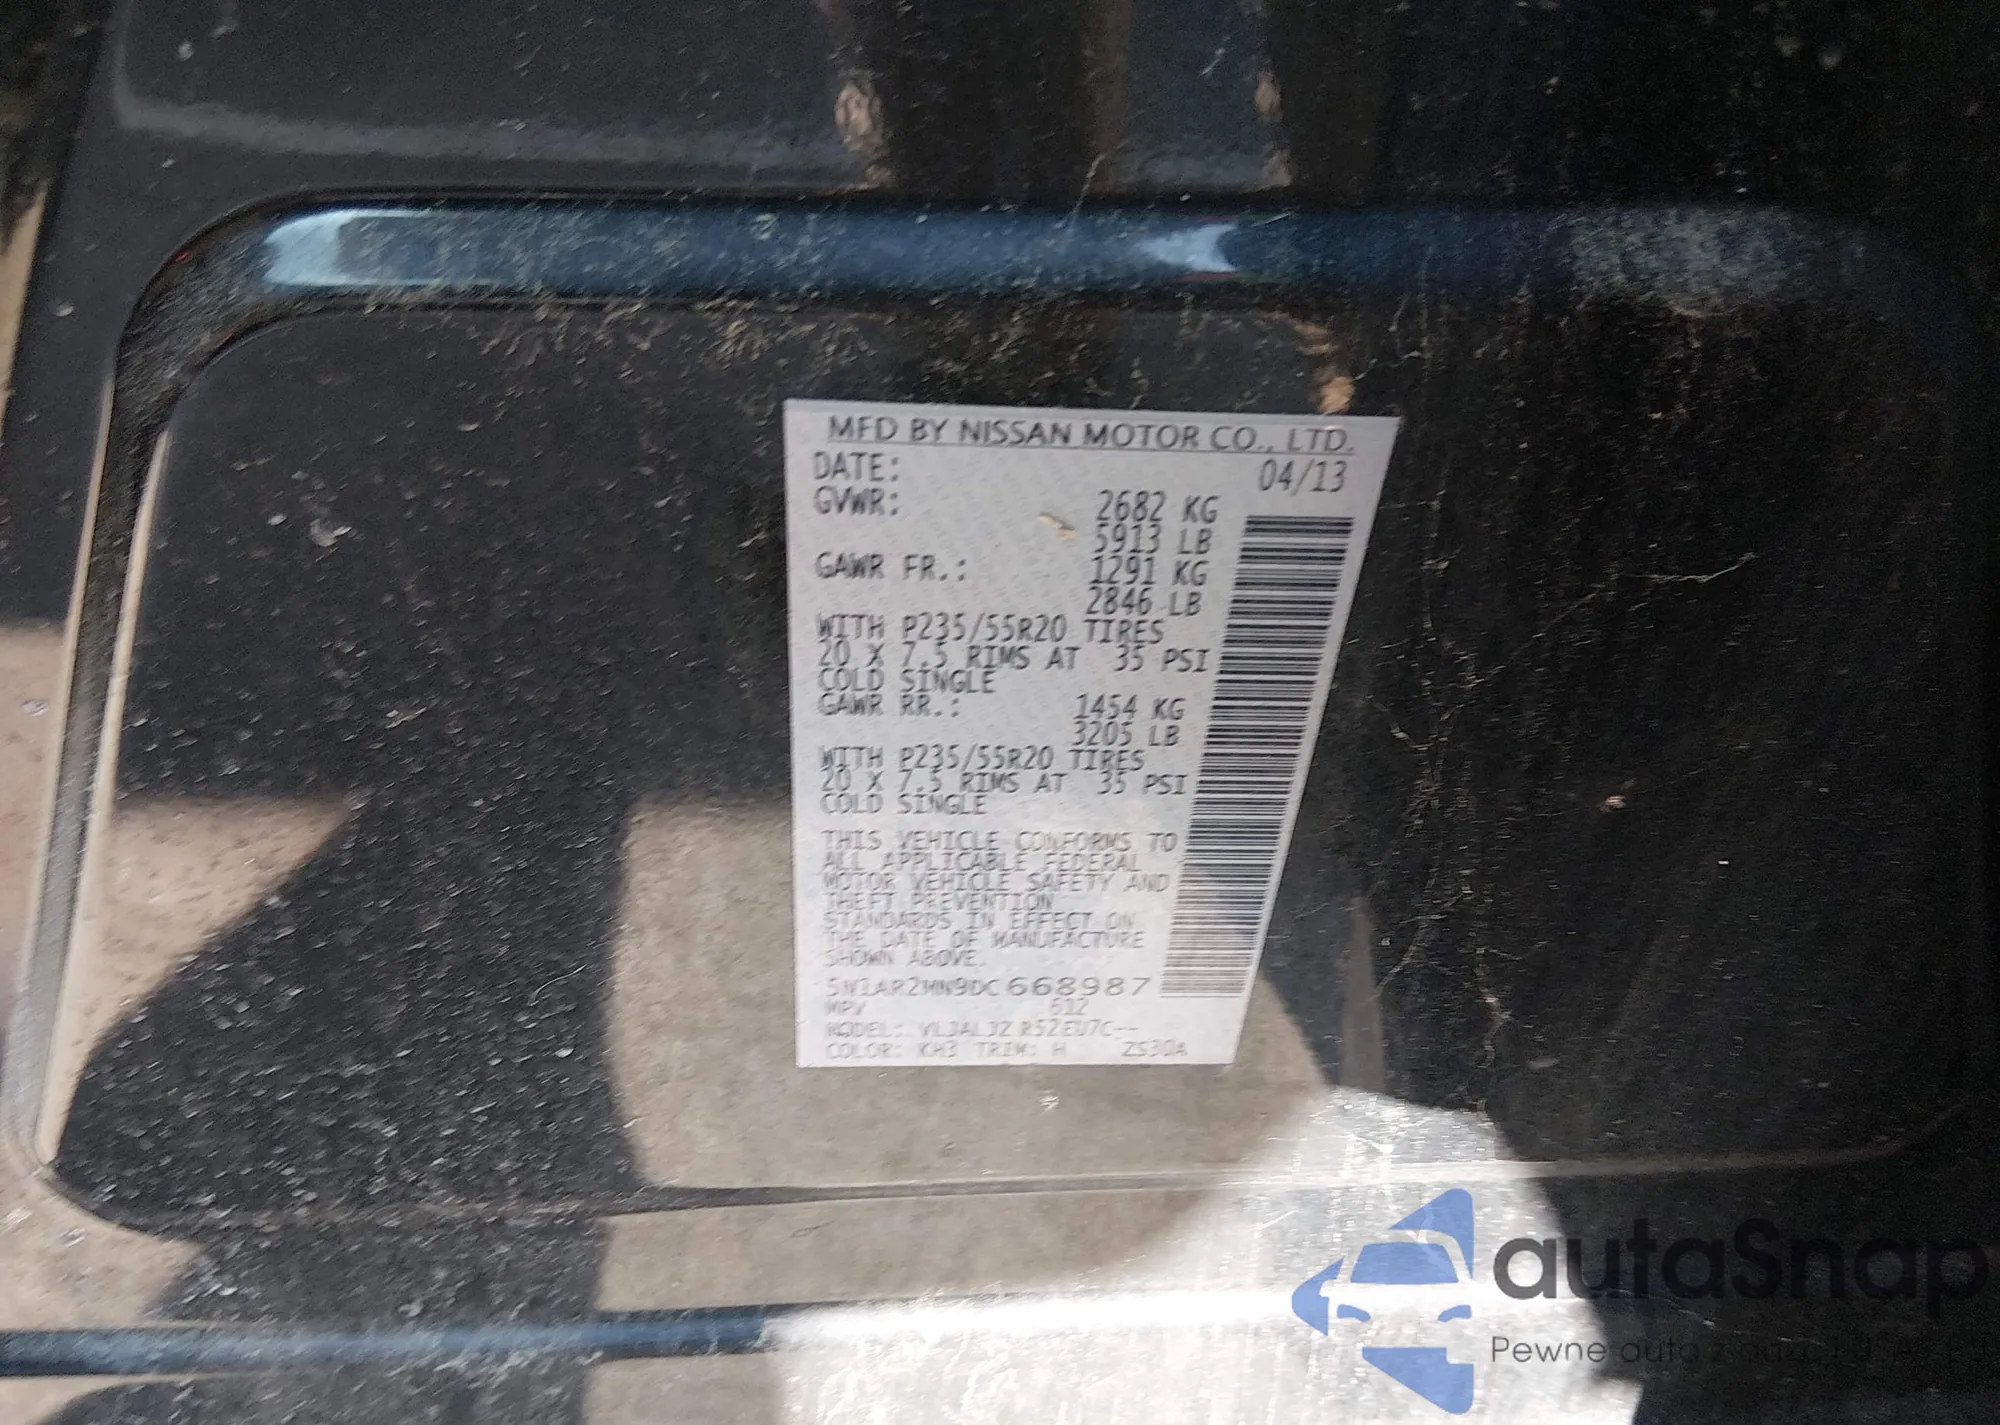 MFD BY NISSAN MOTOR CO., LTD.
DATE: 04/13
GVWR: 2682 KG
5913 LB
GAWR FR.: 1291 KG
2846 LB
WITH P235/55R20 TIRES
20 X 7.5 RIMS AT 35 PSI
COLD SINGLE
GAWR RR.: 1454 KG
3205 LB
WITH P235/55R20 TIRES
20 X 7.5 RIMS AT 35 PSI
COLD SINGLE
THIS VEHICLE CONFORMS TO
ALL APPLICABLE FEDERAL
MOTOR VEHICLE SAFETY AND
THEFT PREVENTION
STANDARDS IN EFFECT ON
THE DATE OF MANUFACTURE
SHOWN ABOVE.
5N1AR2MN9DC668987
MPV 612
MODEL:
COLOR: KH3 TRIM: H ZS30A
autaSnap
Pewne auta z